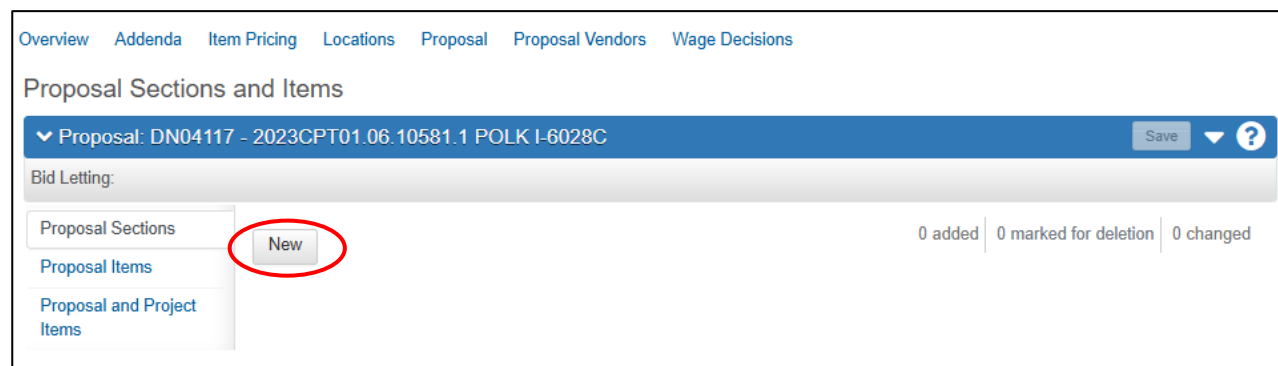 Overview Addenda Item Pricing Locations Proposal Proposal Vendors Wage Decisions
Proposal Sections and Items
Proposal: DN04117 - 2023CPT01.06.10581.1 POLK I-6028C Save ?
Bid Letting:
Proposal Sections
New
0 added 0 marked for deletion 0 changed
Proposal Items
Proposal and Project
Items